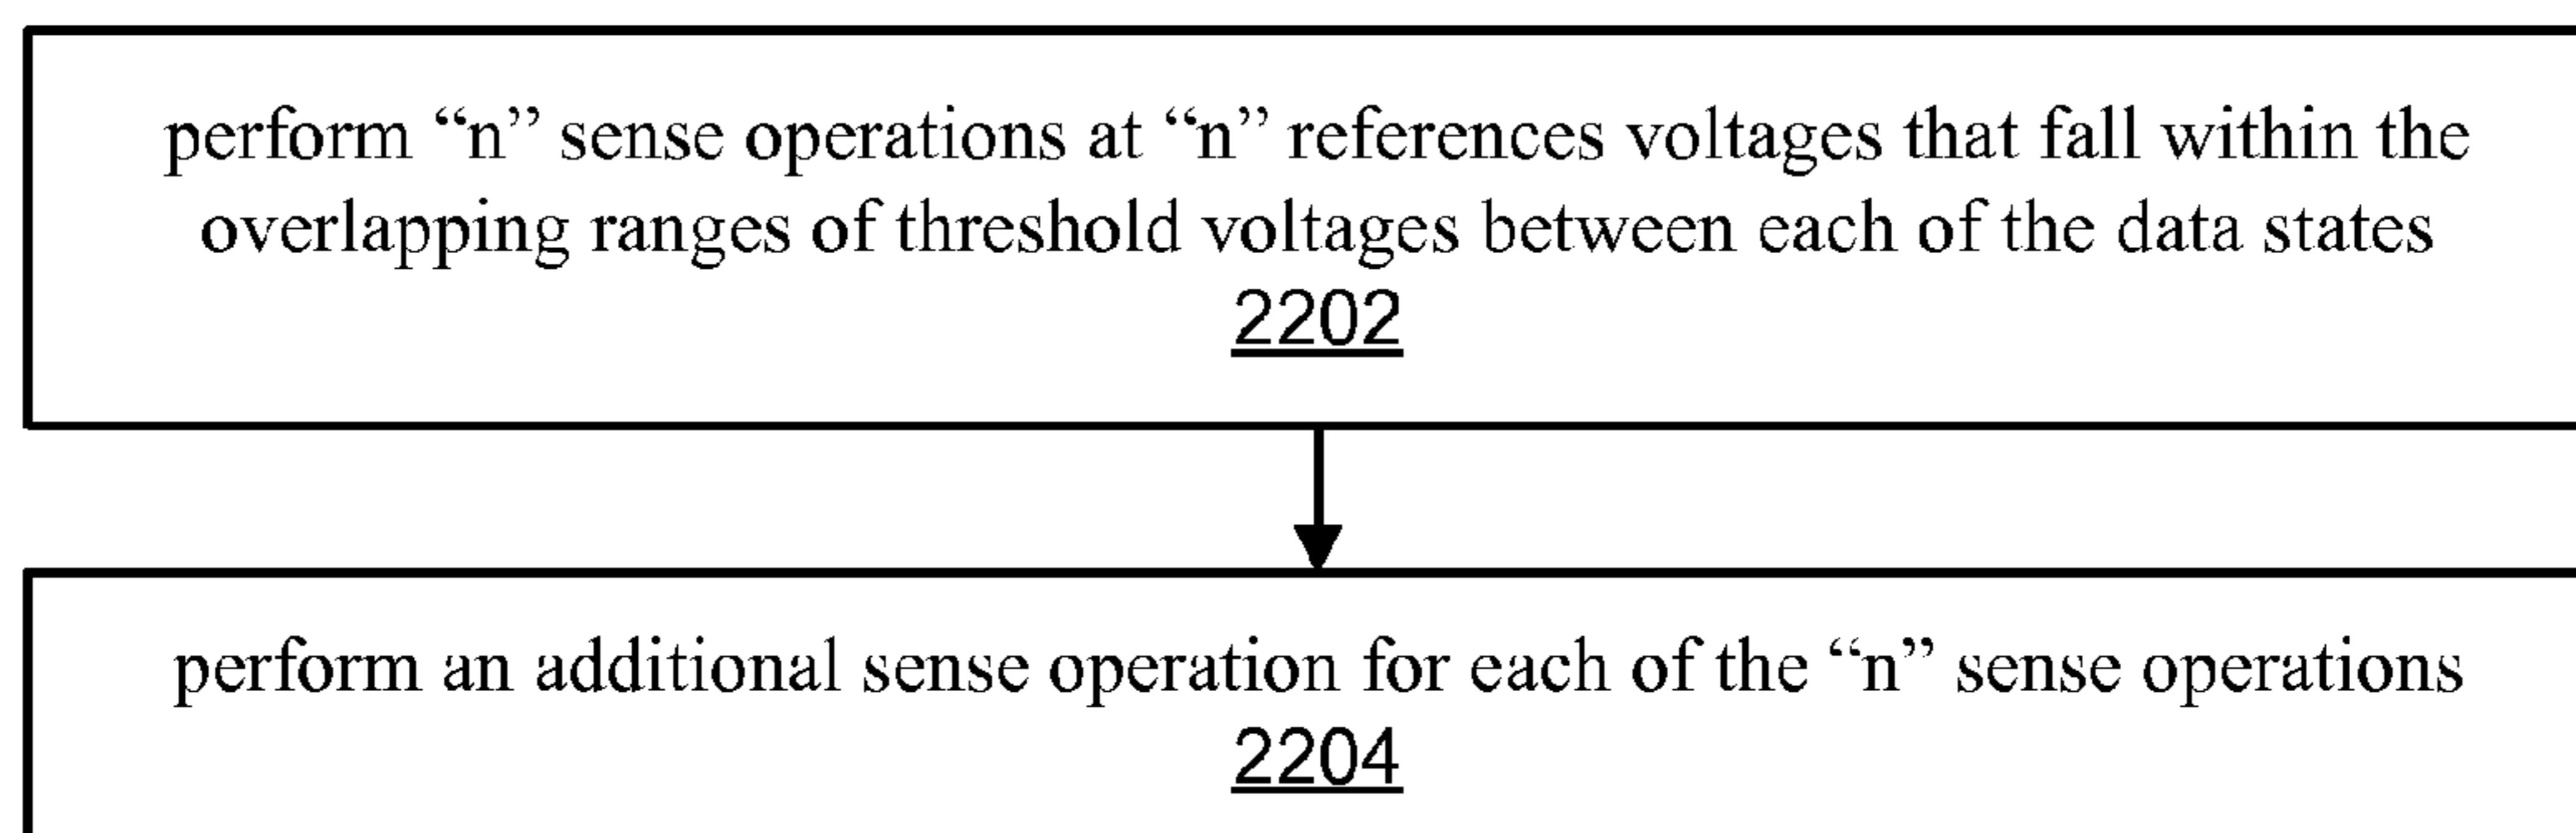 perform “n” sense operations at “n” references voltages that fall within the
overlapping ranges of threshold voltages between each of the data states
2202
perform an additional sense operation for each of the “n” sense operations
2204